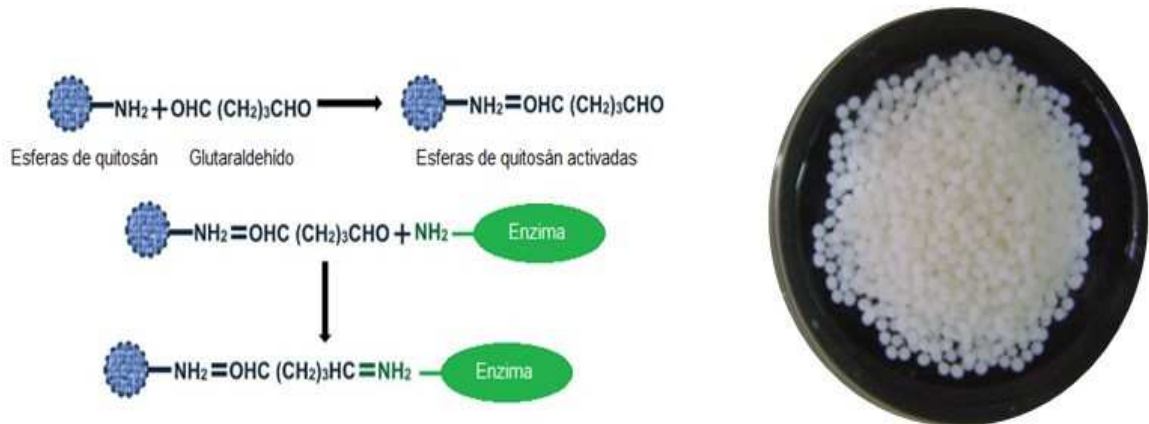 NH₂+OHC (CH₂)₃CHO NH₂=OHC (CH₂)₃CHO
Esferas de quitosán Glutaraldehído Esferas de quitosán activadas
NH₂=OHC (CH₂)₃CHO+NH₂ Enzima
NH₂=OHC (CH₂)₃HC=NH₂ Enzima